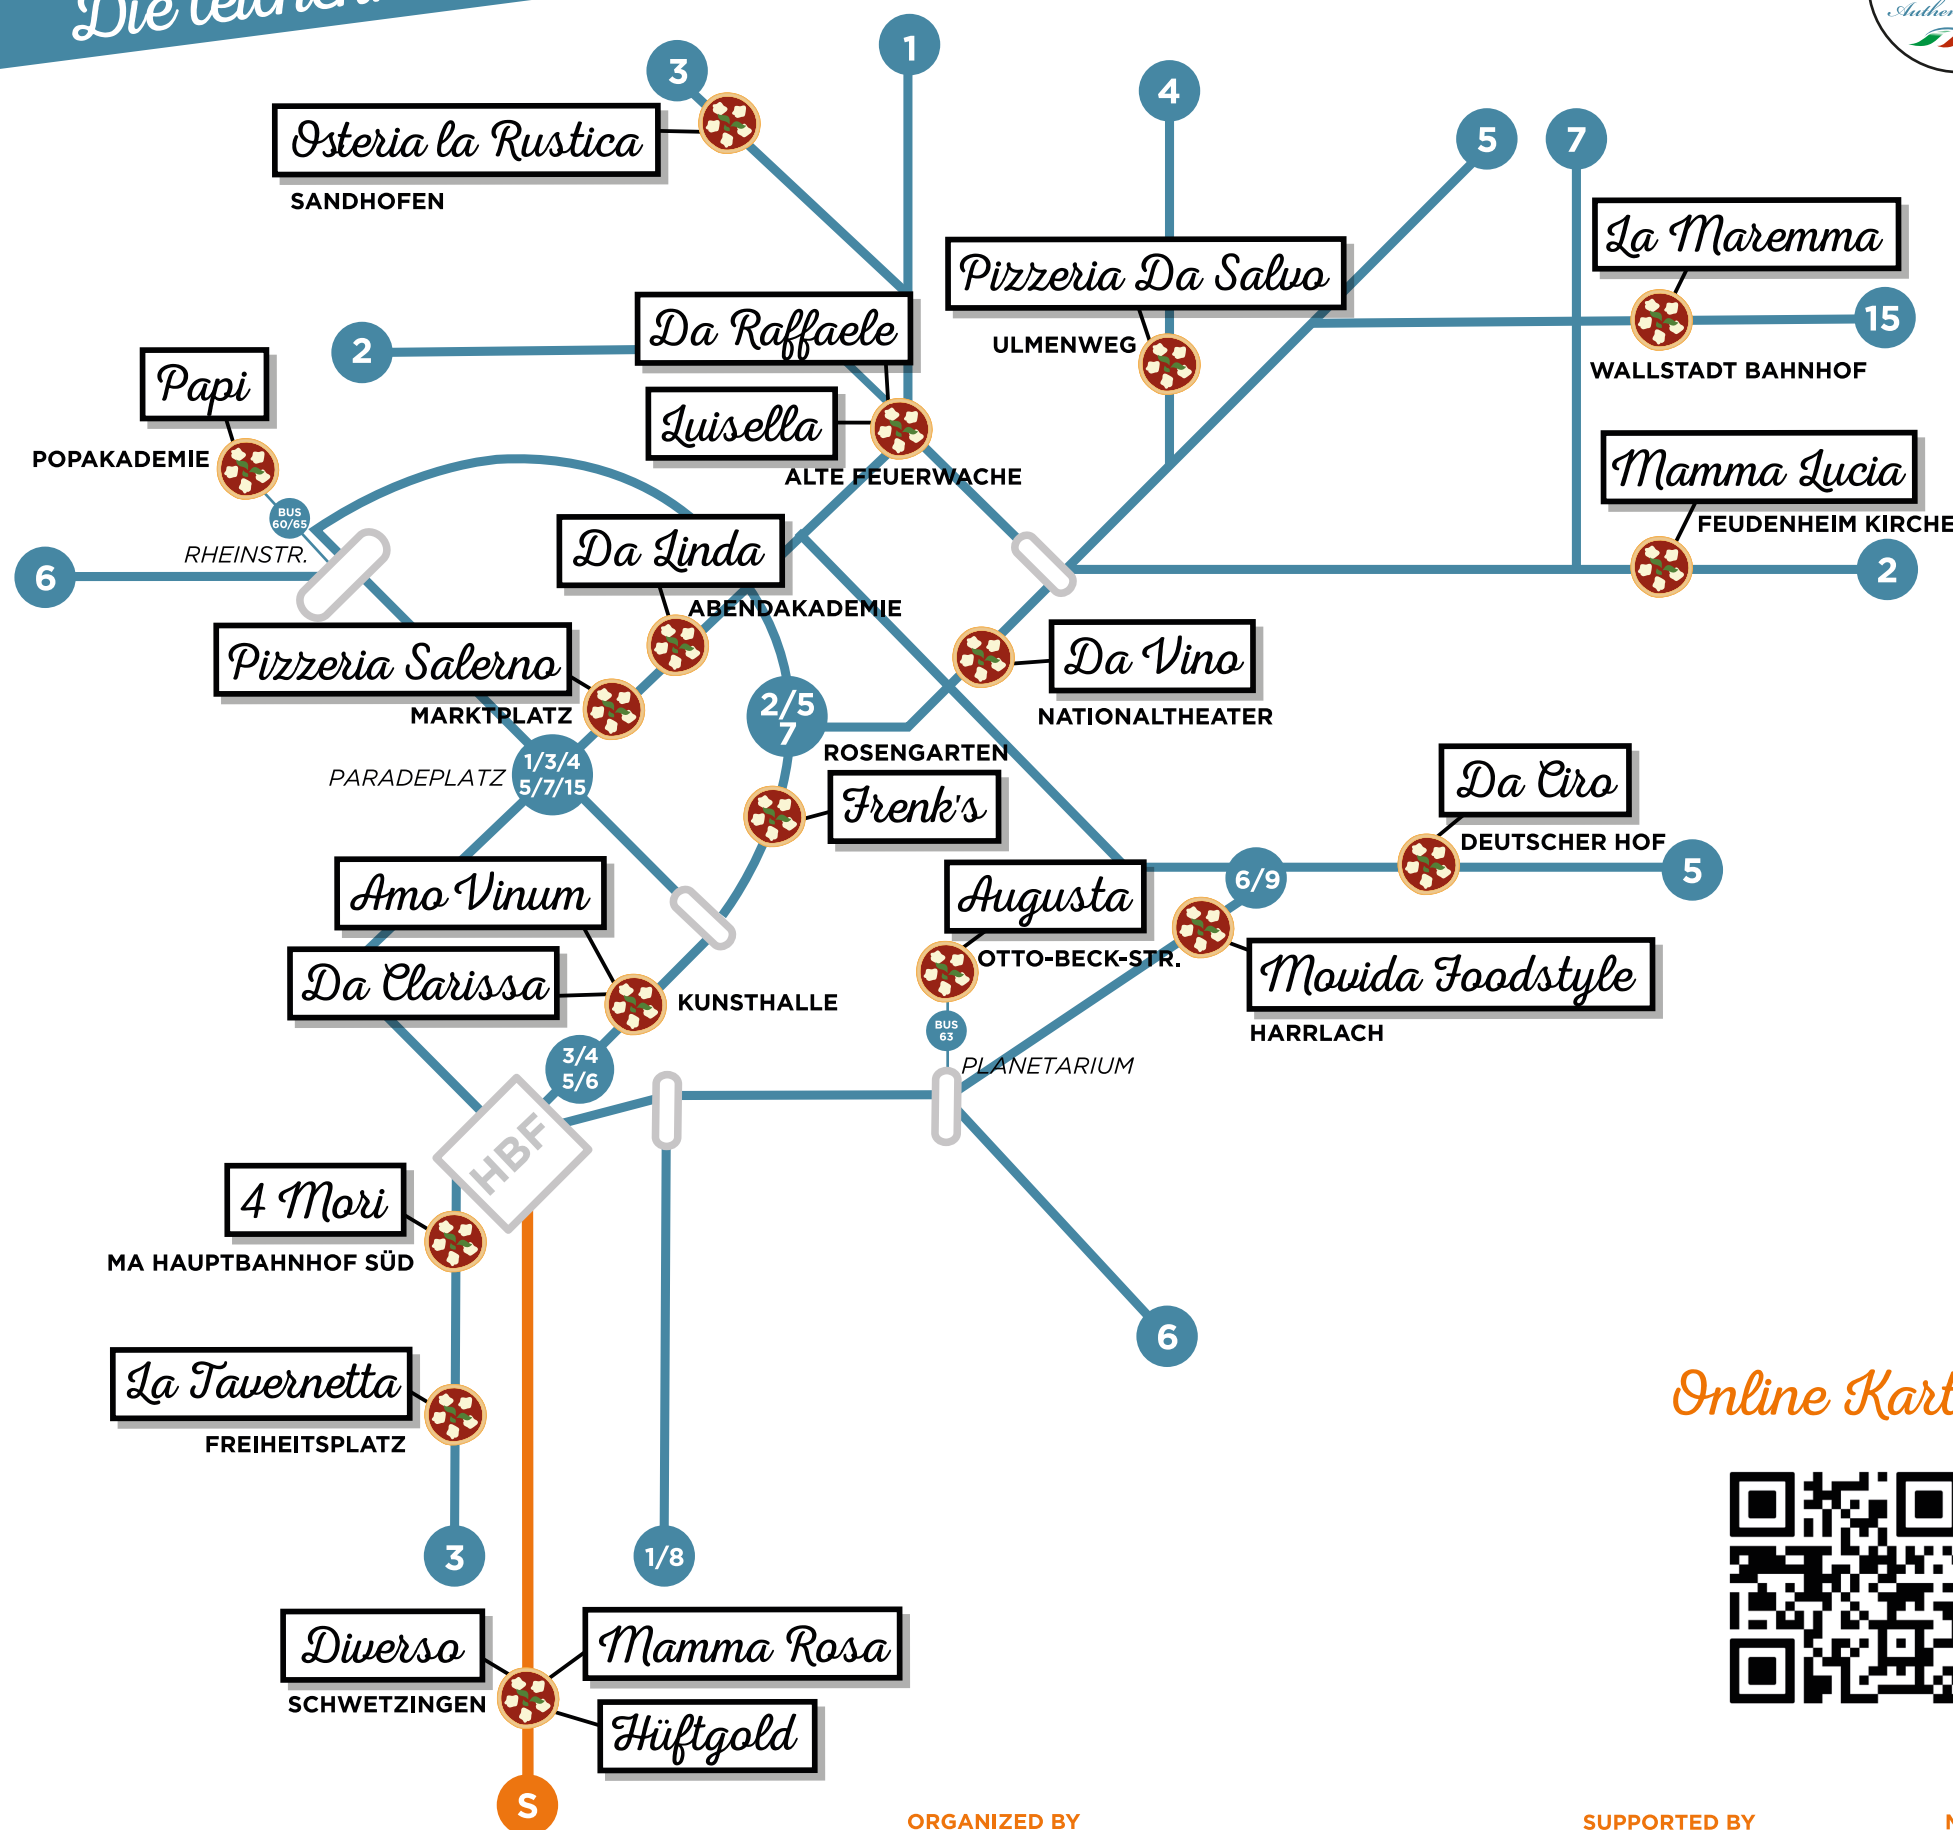 Die
3
1
4
5
7
Osteria la Rustica
SANDHOFEN
La Maremma
Pizzeria Da Salvo
ULMENWEG
15
WALLSTADT BAHNHOF
2
Da Raffaele
Luisella
ALTE FEUERWACHE
Papi
POPAKADEMIE
BUS
60/65
RHEINSTR.
6
Mamma Lucia
FEUDENHEIM KIRCHE
2
Da Linda
ABENDAKADEMIE
Pizzeria Salerno
MARKTPLATZ
Da Vino
NATIONALTHEATER
2/5
7
ROSENGARTEN
Frenk's
PARADEPLATZ
1/3/4
5/7/15
Da Ciro
DEUTSCHER HOF
5
Amo Vinum
Da Clarissa
KUNSTHALLE
Augusta
OTTO-BECK-STR.
6/9
Movida Foodstyle
HARRLACH
BUS
63
PLANETARIUM
3/4
5/6
HBF
4 Mori
MA HAUPTBAHNHOF SÜD
6
La Tavernetta
FREIHEITSPLATZ
Online Kart
3
1/8
Diverso
SCHWETZINGEN
Mamma Rosa
Hüftgold
S
ORGANIZED BY
SUPPORTED BY